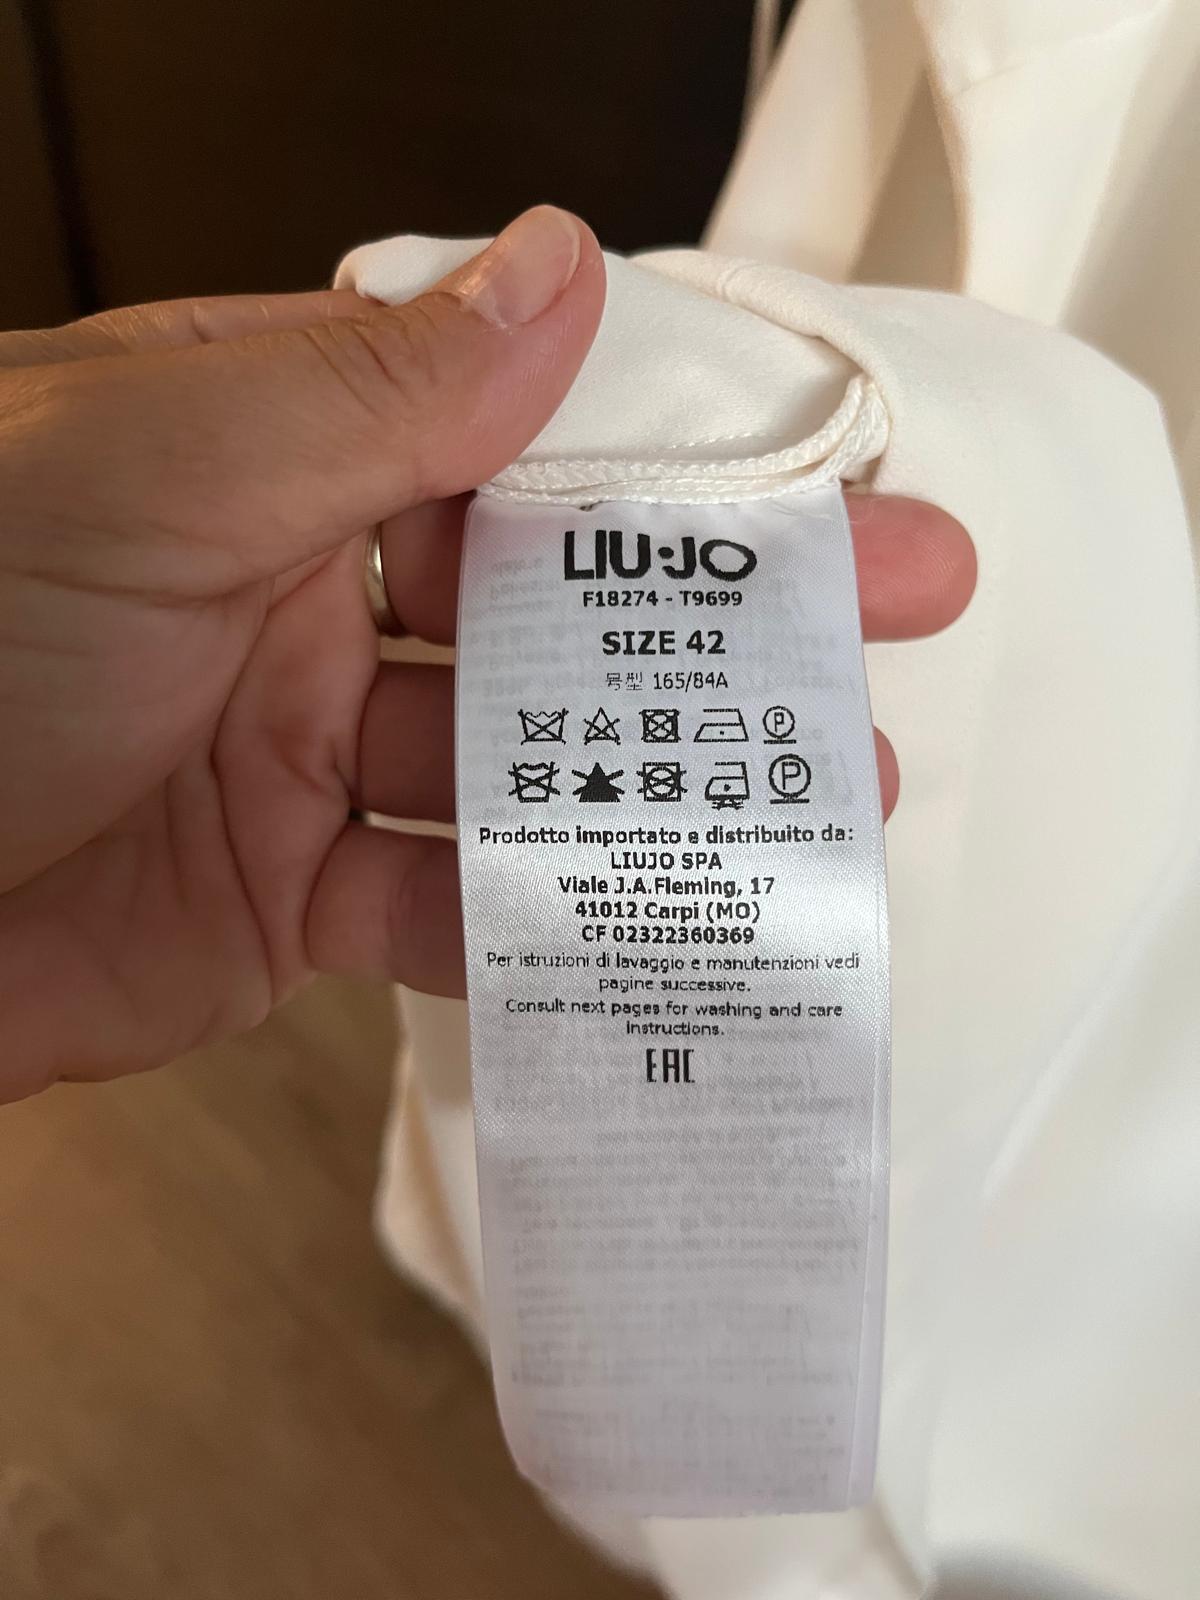 LIU·JO
F18274 - T9699
SIZE 42
号型 165/84A
Prodotto importato e distribuito da:
LIUJO SPA
Viale J.A.Fleming, 17
41012 Carpi (MO)
CF 02322360369
Per istruzioni di lavaggio e manutenzioni vedi
pagine successive.
Consult next pages for washing and care
instructions.
EAC